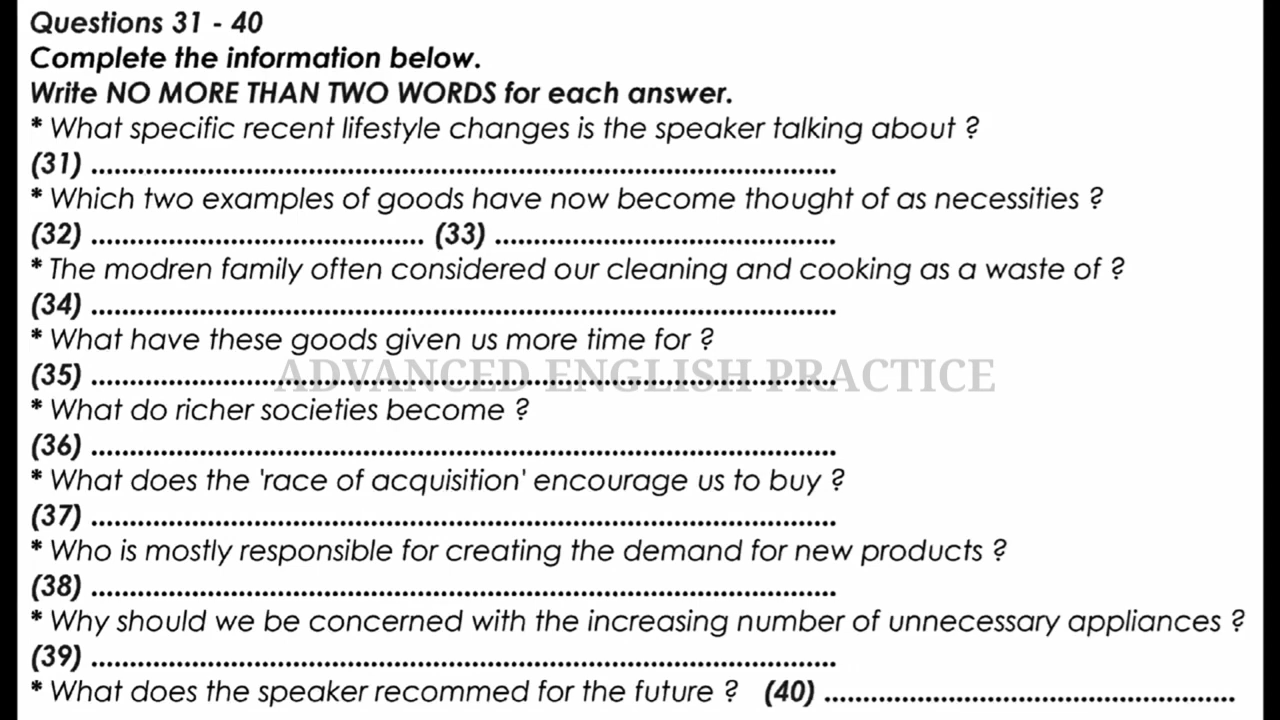 Questions 31 - 40
Complete the information below.
Write NO MORE THAN TWO WORDS for each answer.
* What specific recent lifestyle changes is the speaker talking about ?
(31) ................................................................................
* Which two examples of goods have now become thought of as necessities ?
(32) .................................... (33) .....................................
* The modren family often considered our cleaning and cooking as a waste of ?
(34) ................................................................................
* What have these goods given us more time for ?
(35) ................................................................................
ADVANCED ENGLISH PRACTICE
* What do richer societies become ?
(36) ................................................................................
* What does the 'race of acquisition' encourage us to buy ?
(37) ................................................................................
* Who is mostly responsible for creating the demand for new products ?
(38) ................................................................................
* Why should we be concerned with the increasing number of unnecessary appliances ?
(39) ................................................................................
* What does the speaker recommed for the future ? (40) ............................................